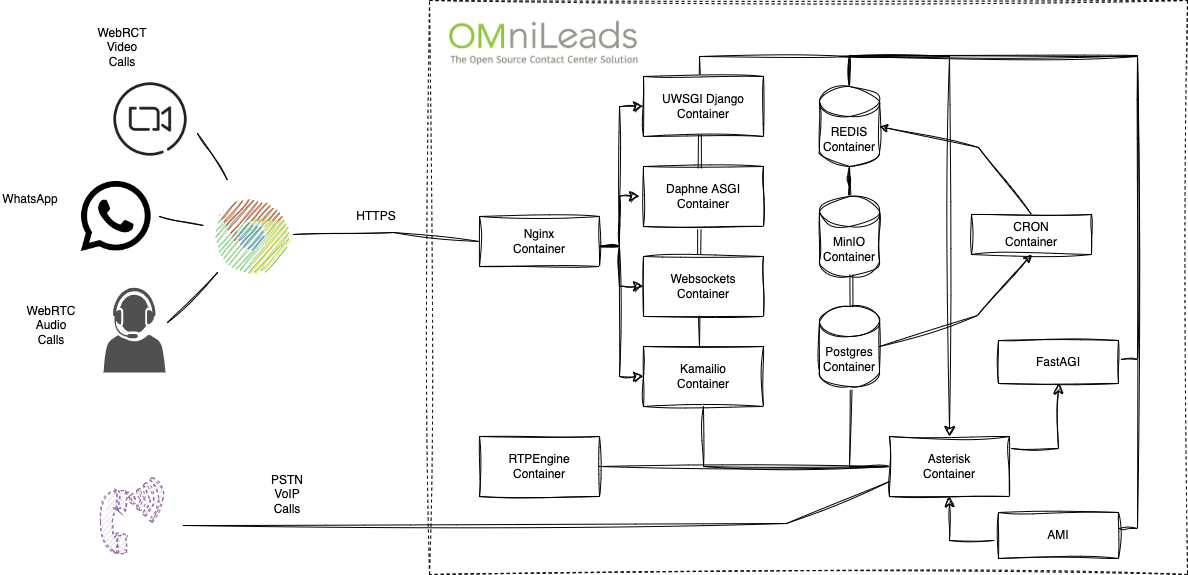 WebRCT
Video
Calls
WhatsApp
WebRTC
Audio
Calls
PSTN
VoIP
Calls
HTTPS
OMniLeads
The Open Source Contact Center Solution
Nginx
Container
UWSGI Django
Container
Daphne ASGI
Container
Websockets
Container
Kamailio
Container
RTPEngine
Container
REDIS
Container
MinIO
Container
Postgres
Container
CRON
Container
FastAGI
Asterisk
Container
AMI